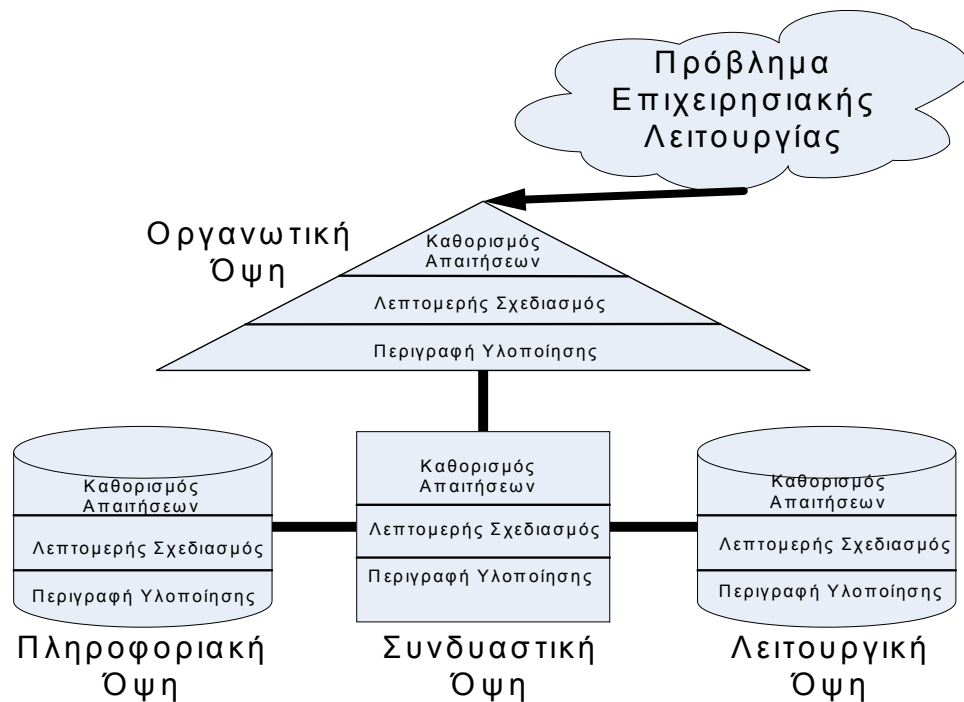 Πρόβλημα
Επιχειρησιακής
Λειτουργίας
Οργανωτική
Όψη
Καθορισμός
Απαιτήσεων
Λεπτομερής Σχεδιασμός
Περιγραφή Υλοποίησης
Καθορισμός
Απαιτήσεων
Λεπτομερής Σχεδιασμός
Περιγραφή Υλοποίησης
Πληροφοριακή
Όψη
Καθορισμός
Απαιτήσεων
Λεπτομερής Σχεδιασμός
Περιγραφή Υλοποίησης
Συνδυαστική
Όψη
Καθορισμός
Απαιτήσεων
Λεπτομερής Σχεδιασμός
Περιγραφή Υλοποίησης
Λειτουργική
Όψη